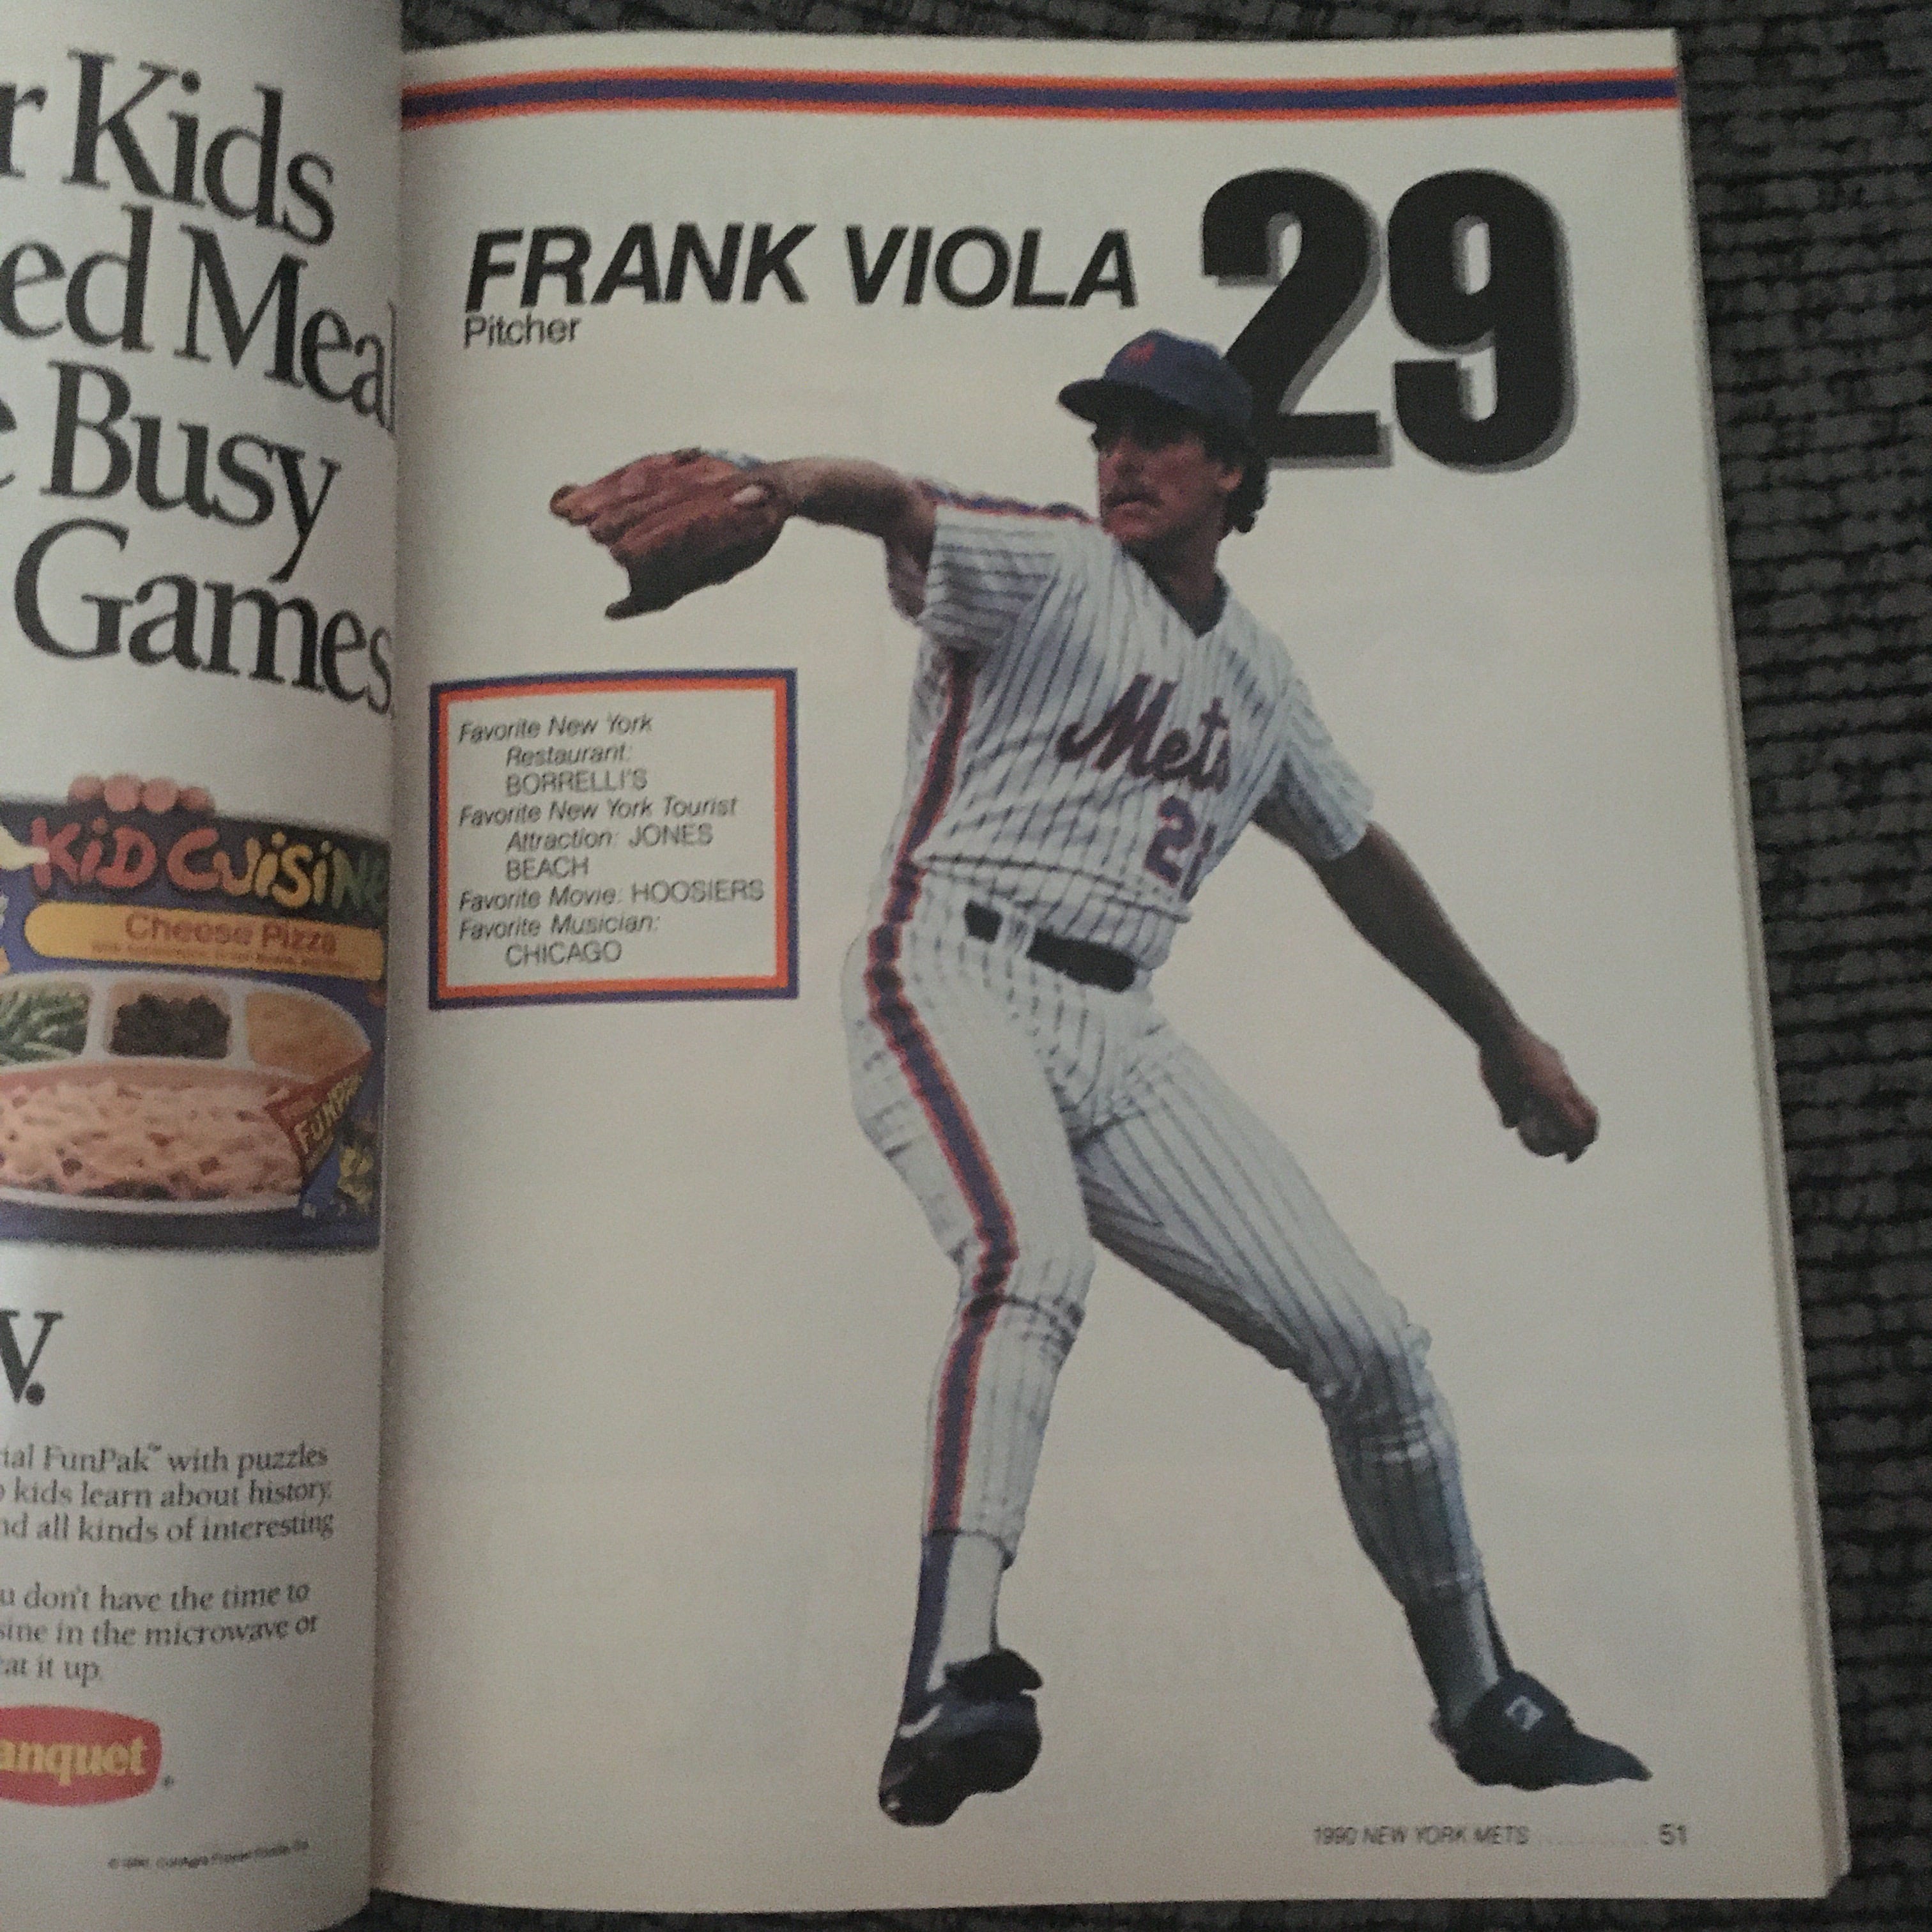 r Kids
ed Meal
e Busy
Games.
KiD CUiSiNE
Cheese Pizza
FUNPAK
v.
ial FunPak™ with puzzles
kids learn about history,
nd all kinds of interesting
u don't have the time to
sine in the microwave or
eat it up.
anquet
®
FRANK VIOLA
Pitcher
29
Mets
Favorite New York
Restaurant:
BORRELLI'S
Favorite New York Tourist
Attraction: JONES
BEACH
Favorite Movie: HOOSIERS
Favorite Musician:
CHICAGO
1990 NEW YORK METS 51